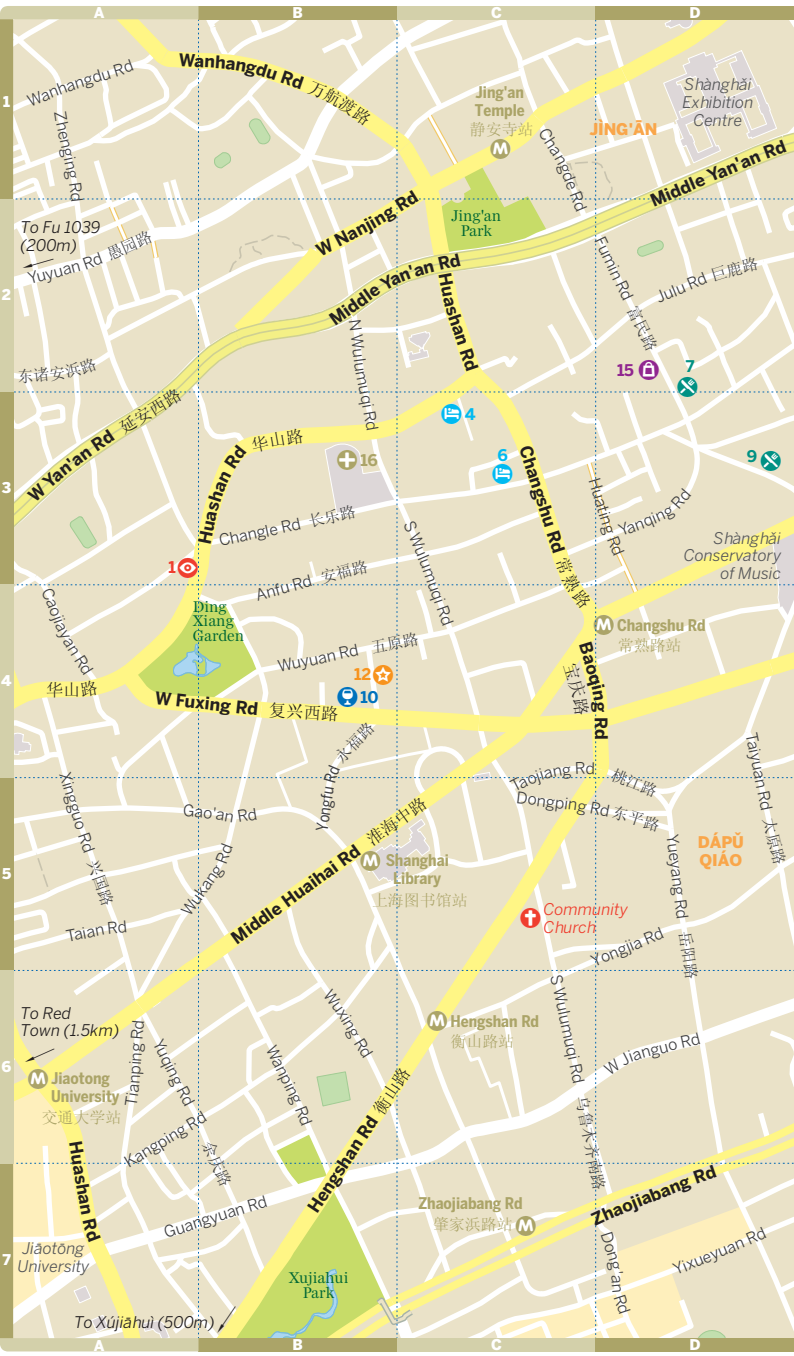 A
B
C
D
Wanhangdu Rd 万航渡路
Wanhangdu Rd
Jing'an
Temple
静安寺站
M
Shànghǎi
Exhibition
Centre
1
JÌNG'ĀN
Zhenging Rd
Changde Rd
Middle Yan'an Rd
W Nanjing Rd
Jing'an
Park
To Fu 1039
(200m)
Yuyuan Rd 愚园路
Middle Yan'an Rd
Fumin Rd 富民路
Julu Rd 巨鹿路
2
Huashan Rd
N Wulumuqi Rd
东诸安浜路
15
7
W Yan'an Rd 延安西路
4
华山路
Huashan Rd
16
6
9
Changshu Rd 常熟路
3
Huating Rd
Yanqing Rd
Changle Rd 长乐路
S Wulumuqi Rd
Shànghǎi
Conservatory
of Music
1
Anfu Rd 安福路
Caojiayan Rd
Ding
Xiang
Garden
M
Changshu Rd
常熟路站
Wuyuan Rd 五原路
Baoqing Rd
宝庆路
12
4
华山路
10
W Fuxing Rd 复兴西路
Yongfu Rd 永福路
Taiyuan Rd 太原路
Taojiang Rd 桃江路
Xingguo Rd 兴国路
Gao'an Rd
Dongping Rd 东平路
Middle Huaihai Rd 淮海中路
Yueyang Rd 岳阳路
DÁPǓ
QIÁO
M
Shanghai
Library
上海图书馆站
5
Wukang Rd
Community
Church
Taian Rd
Yongjia Rd
S Wulumuqi Rd 乌鲁木齐南路
To Red
Town (1.5km)
Wuxing Rd
M
Hengshan Rd
衡山路站
Tianping Rd
Yuqing Rd 余庆路
Wanping Rd
W Jianguo Rd
6
M
Jiaotong
University
交通大学站
Hengshan Rd 衡山路
Kangping Rd
Huashan Rd
Zhaojiabang Rd
肇家浜路站
M
Zhaojiabang Rd
Guangyuan Rd
Jiāotōng
University
7
Dong'an Rd
Yixueyuan Rd
Xujiahui
Park
To Xújiāhuì (500m)
A
B
C
D